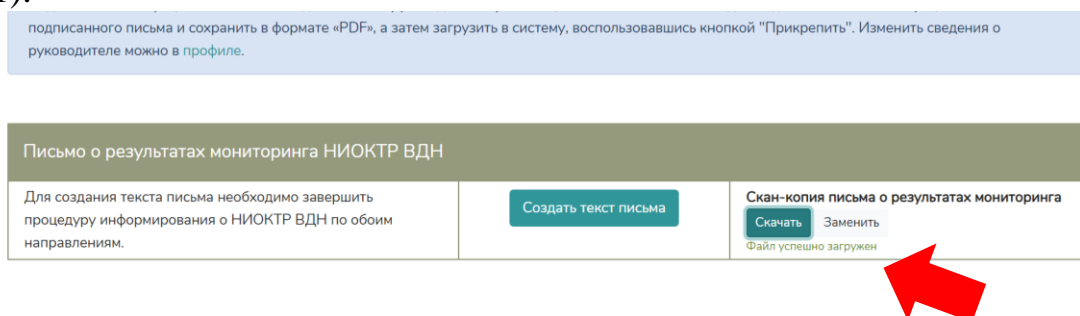 подписанного письма и сохранить в формате «PDF», а затем загрузить в систему, воспользовавшись кнопкой "Прикрепить". Изменить сведения о
руководителе можно в профиле.
Письмо о результатах мониторинга НИОКТР ВДН
Для создания текста письма необходимо завершить
процедуру информирования о НИОКТР ВДН по обоим
направлениям.
Создать текст письма
Скан-копия письма о результатах мониторинга
Скачать Заменить
Файл успешно загружен